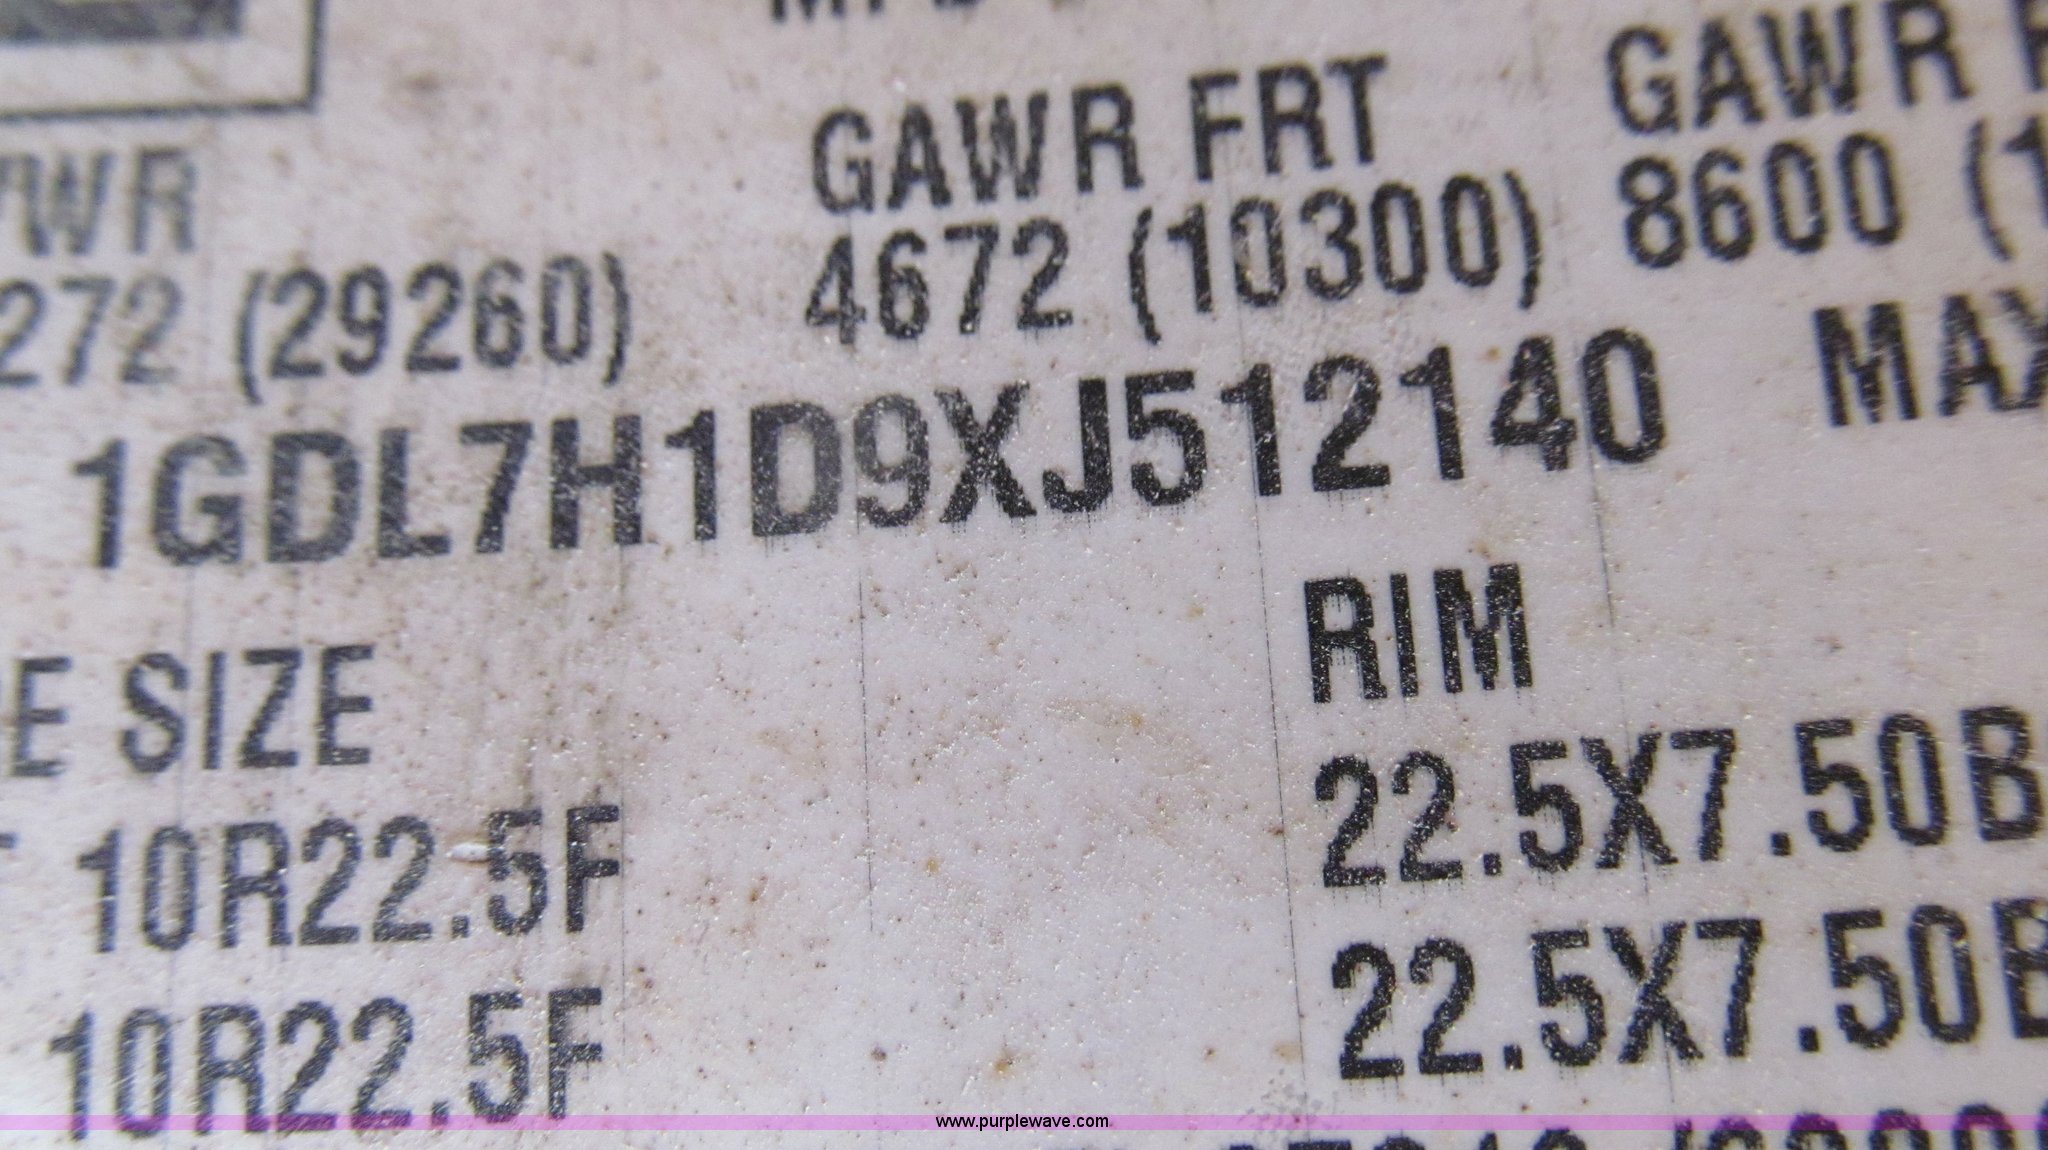 GAWR FRT GAWR
272 (29260) 4672 (10300) 8600 (1
1GDL7H1D9XJ512140 MAX
E SIZE RIM
10R22.5F 22.5X7.50B
10R22.5F 22.5X7.50B
www.purplewave.com